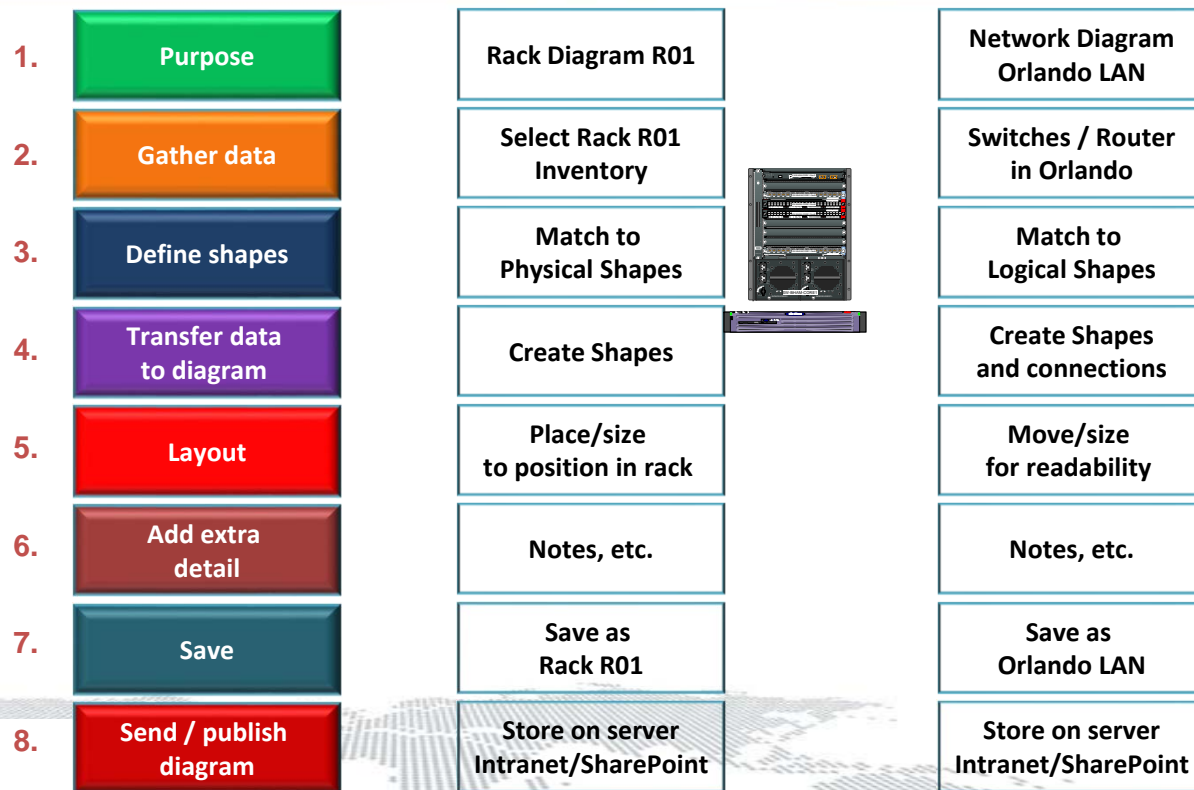 1.
Purpose
Rack Diagram R01
Network Diagram
Orlando LAN
2.
Gather data
Select Rack R01
Inventory
Switches / Router
in Orlando
3.
Define shapes
Match to
Physical Shapes
Match to
Logical Shapes
4.
Transfer data
to diagram
Create Shapes
Create Shapes
and connections
5.
Layout
Place/size
to position in rack
Move/size
for readability
6.
Add extra
detail
Notes, etc.
Notes, etc.
7.
Save
Save as
Rack R01
Save as
Orlando LAN
8.
Send / publish
diagram
Store on server
Intranet/SharePoint
Store on server
Intranet/SharePoint